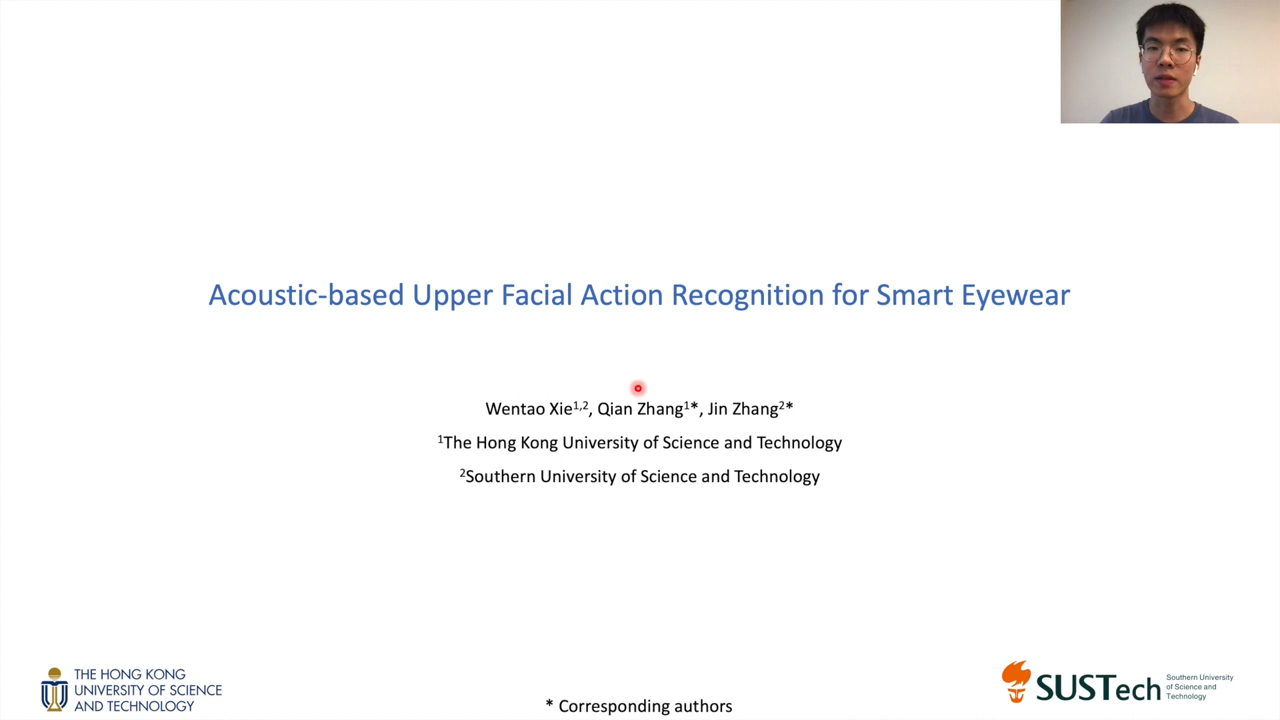 Acoustic-based Upper Facial Action Recognition for Smart Eyewear
Wentao Xie1,2, Qian Zhang1*, Jin Zhang2*
1The Hong Kong University of Science and Technology
2Southern University of Science and Technology
THE HONG KONG
UNIVERSITY OF SCIENCE
AND TECHNOLOGY
* Corresponding authors
SUSTech
Southern University
of Science and
Technology